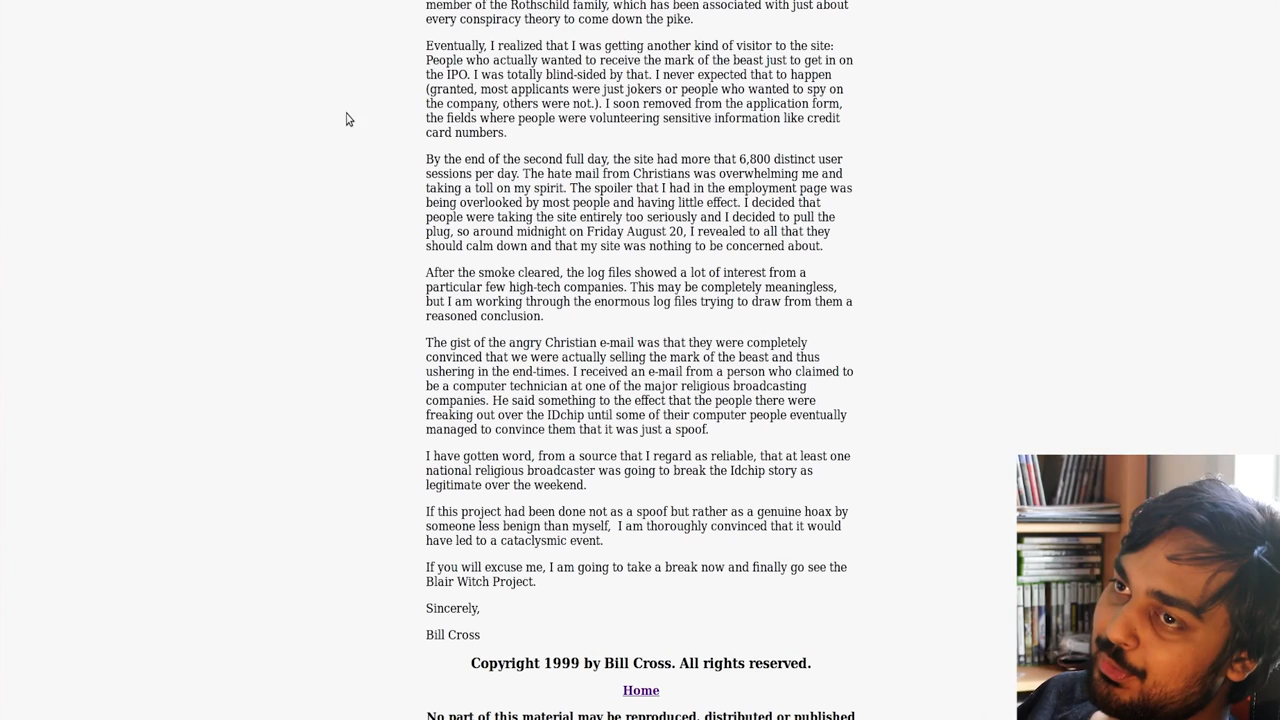 member of the Rothschild family, which has been associated with just about
every conspiracy theory to come down the pike.
Eventually, I realized that I was getting another kind of visitor to the site:
People who actually wanted to receive the mark of the beast just to get in on
the IPO. I was totally blind-sided by that. I never expected that to happen
(granted, most applicants were just jokers or people who wanted to spy on
the company, others were not.). I soon removed from the application form,
the fields where people were volunteering sensitive information like credit
card numbers.
By the end of the second full day, the site had more that 6,800 distinct user
sessions per day. The hate mail from Christians was overwhelming me and
taking a toll on my spirit. The spoiler that I had in the employment page was
being overlooked by most people and having little effect. I decided that
people were taking the site entirely too seriously and I decided to pull the
plug, so around midnight on Friday August 20, I revealed to all that they
should calm down and that my site was nothing to be concerned about.
After the smoke cleared, the log files showed a lot of interest from a
particular few high-tech companies. This may be completely meaningless,
but I am working through the enormous log files trying to draw from them a
reasoned conclusion.
The gist of the angry Christian e-mail was that they were completely
convinced that we were actually selling the mark of the beast and thus
ushering in the end-times. I received an e-mail from a person who claimed to
be a computer technician at one of the major religious broadcasting
companies. He said something to the effect that the people there were
freaking out over the IDchip until some of their computer people eventually
managed to convince them that it was just a spoof.
I have gotten word, from a source that I regard as reliable, that at least one
national religious broadcaster was going to break the Idchip story as
legitimate over the weekend.
If this project had been done not as a spoof but rather as a genuine hoax by
someone less benign than myself,  I am thoroughly convinced that it would
have led to a cataclysmic event.
If you will excuse me, I am going to take a break now and finally go see the
Blair Witch Project.
Sincerely,
Bill Cross
Copyright 1999 by Bill Cross. All rights reserved.
Home
No part of this material may be reproduced, distributed or published